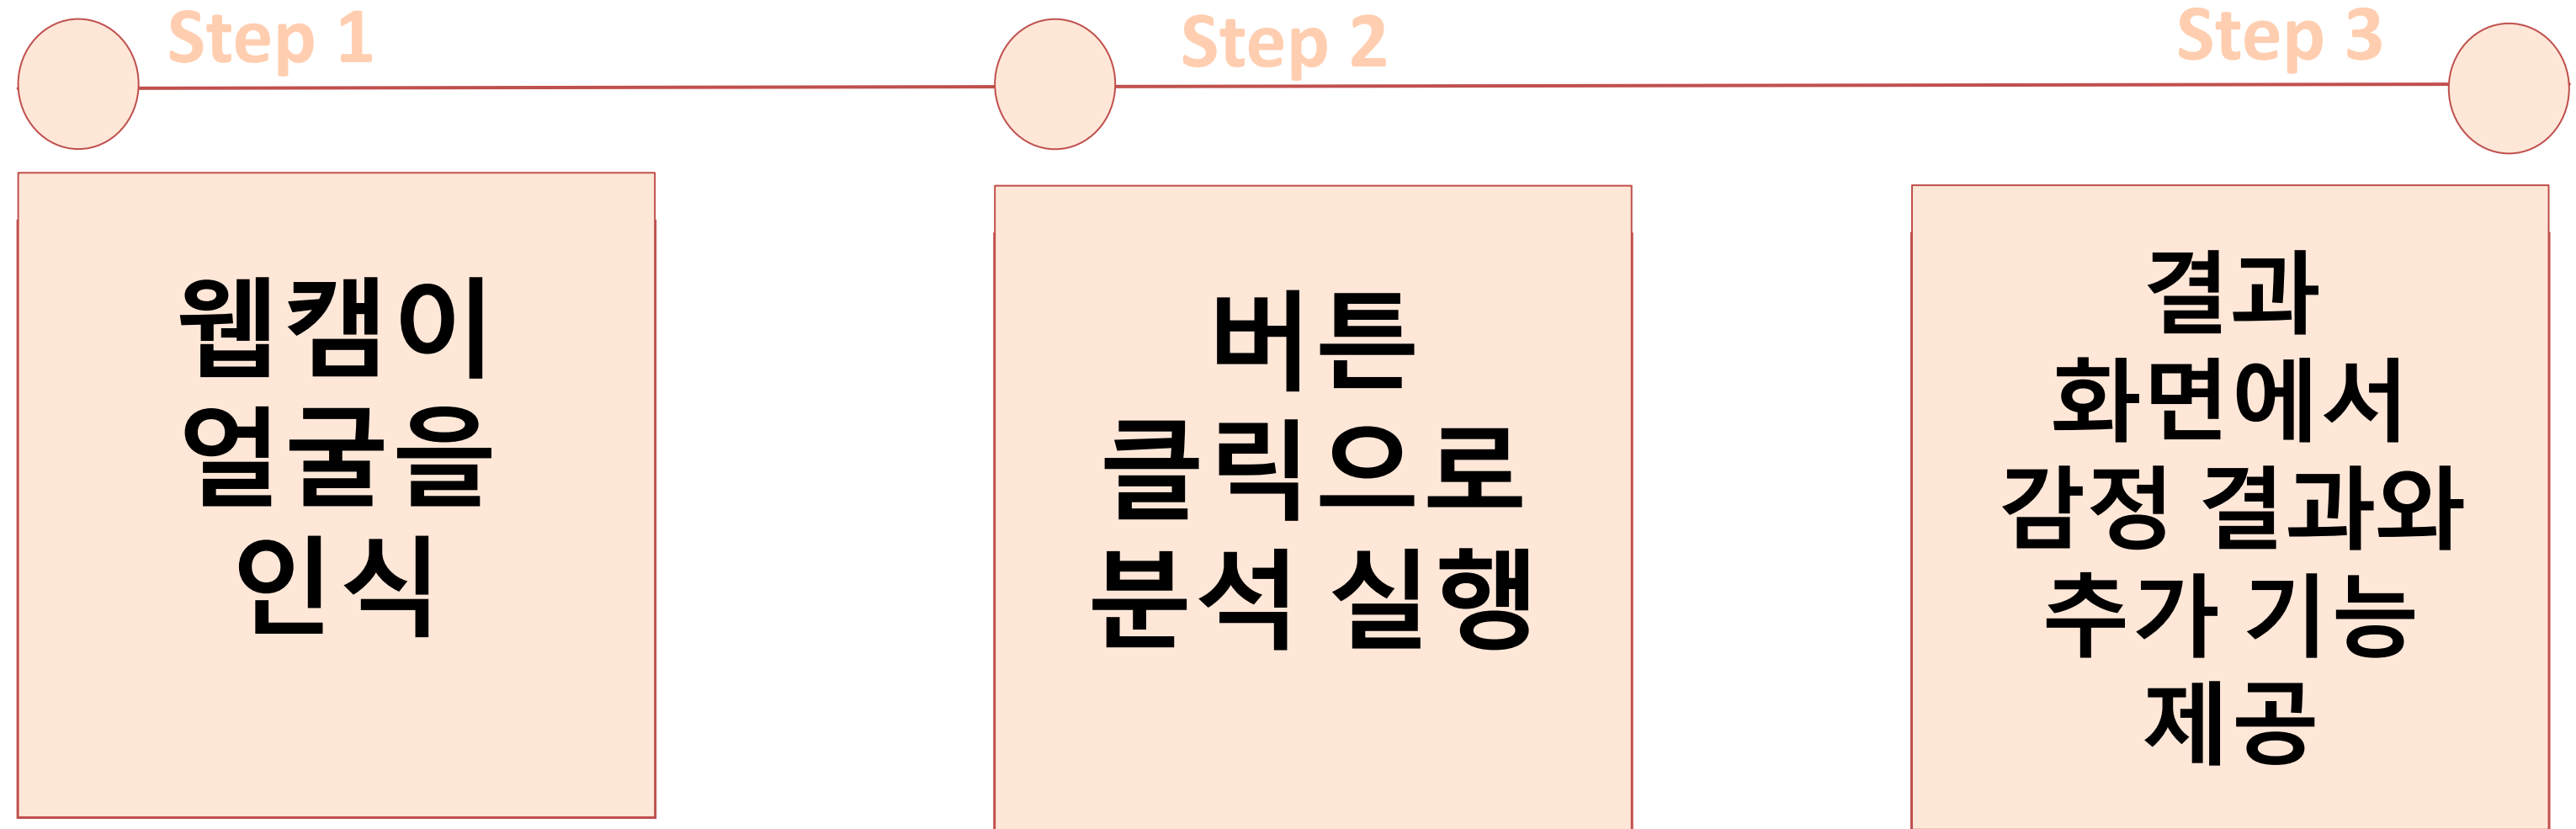 Step 1
웹캠이
얼굴을
인식
Step 2
버튼
클릭으로
분석 실행
Step 3
결과
화면에서
감정 결과와
추가 기능
제공